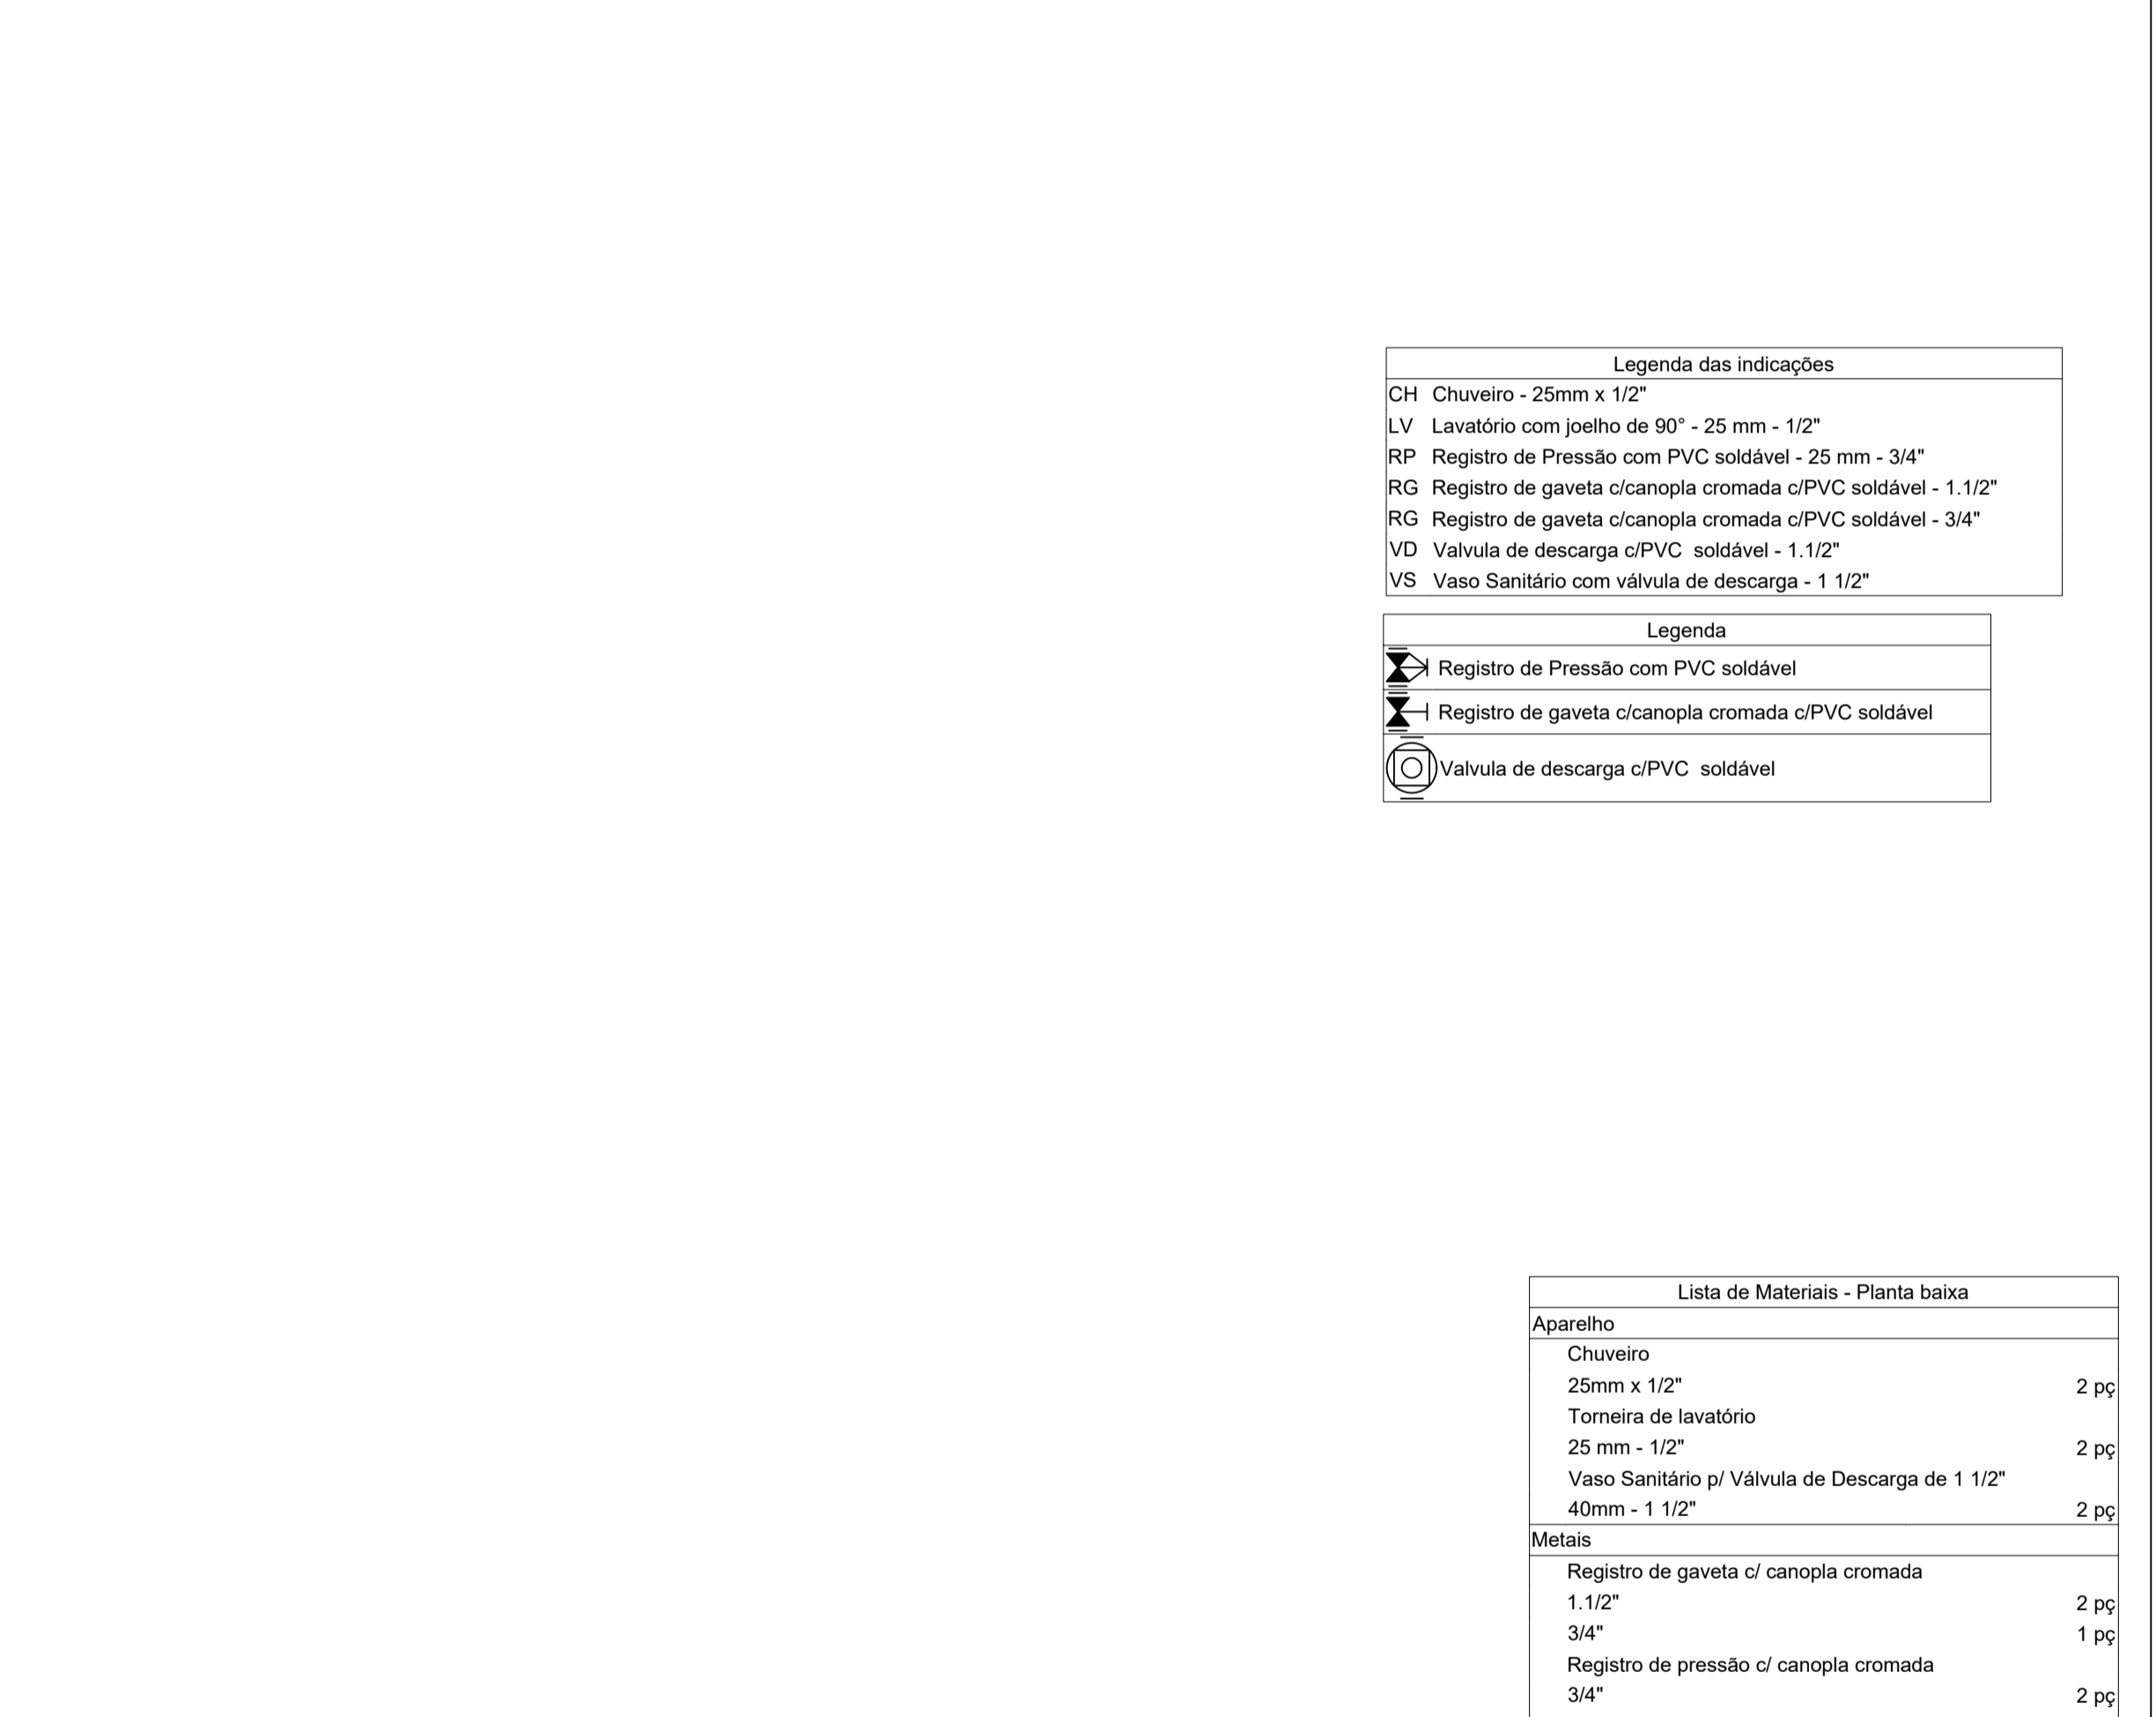 Legenda das indicações
CH Chuveiro - 25mm x 1/2"
LV Lavatório com joelho de 90° - 25 mm - 1/2"
RP Registro de Pressão com PVC soldável - 25 mm - 3/4"
RG Registro de gaveta c/canopla cromada c/PVC soldável - 1.1/2"
RG Registro de gaveta c/canopla cromada c/PVC soldável - 3/4"
VD Valvula de descarga c/PVC soldável - 1.1/2"
VS Vaso Sanitário com válvula de descarga - 1 1/2"
Legenda
Registro de Pressão com PVC soldável
Registro de gaveta c/canopla cromada c/PVC soldável
Valvula de descarga c/PVC soldável
Lista de Materiais - Planta baixa
Aparelho
Chuveiro
25mm x 1/2" 2 pç
Torneira de lavatório
25 mm - 1/2" 2 pç
Vaso Sanitário p/ Válvula de Descarga de 1 1/2"
40mm - 1 1/2" 2 pç
Metais
Registro de gaveta c/ canopla cromada
1.1/2" 2 pç
3/4" 1 pç
Registro de pressão c/ canopla cromada
3/4" 2 pç